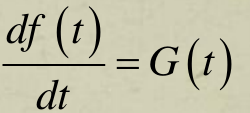 df(t)/dt = G(t)